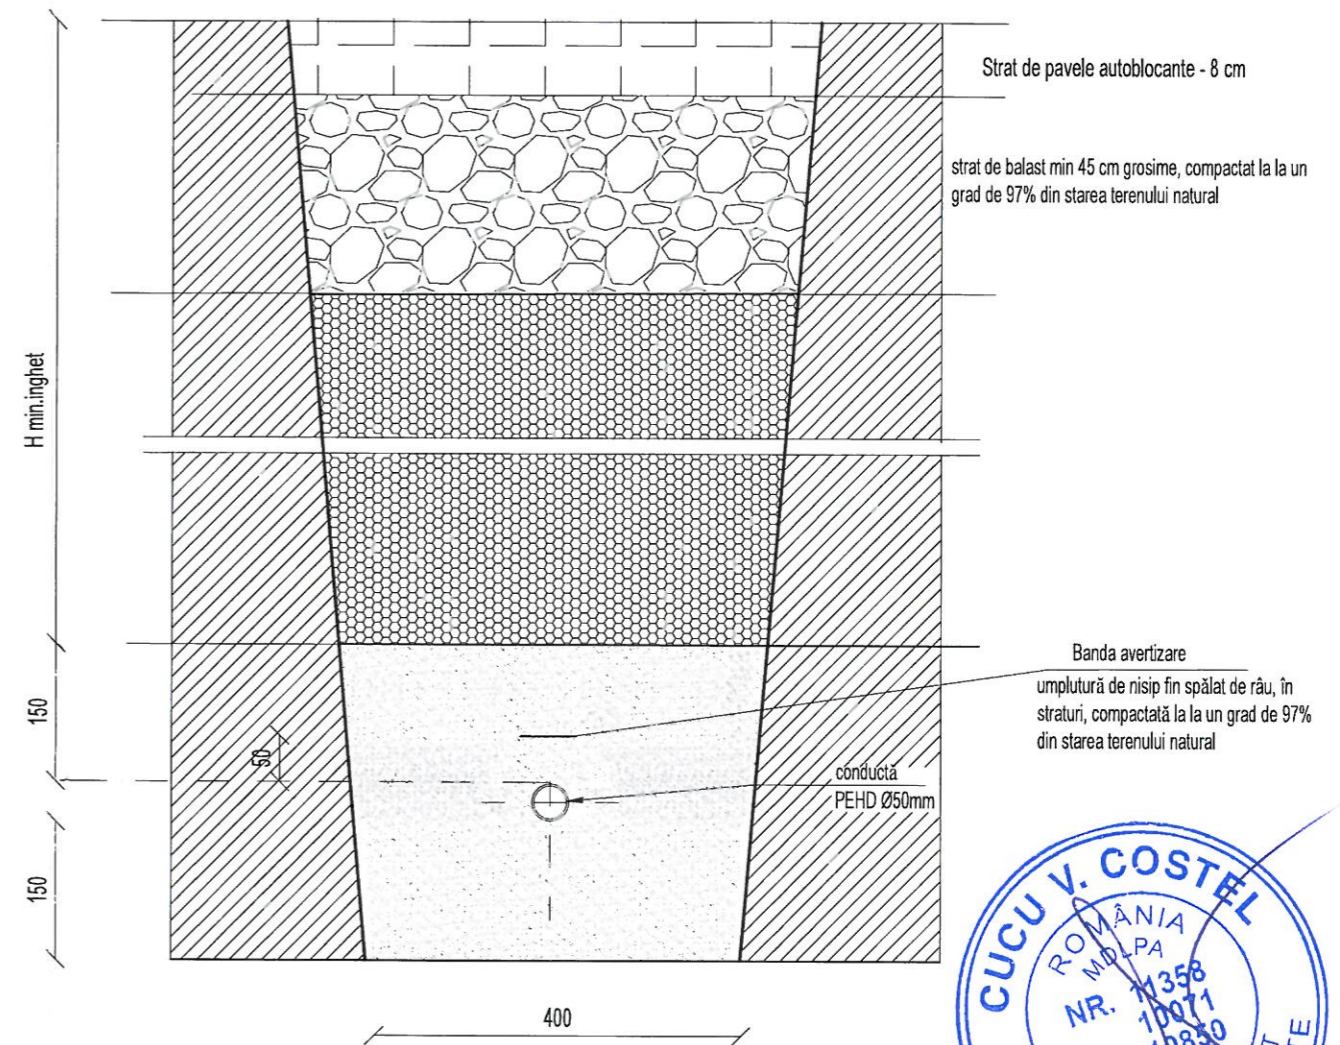 Strat de pavele autoblocante - 8 cm
strat de balast min 45 cm grosime, compactat la la un
grad de 97% din starea terenului natural
H min.inghet
Banda avertizare
umplutură de nisip fin spălat de râu, în
straturi, compactată la la un grad de 97%
din starea terenului natural
150
50
conductă
PEHD Ø50mm
150
400
CUCU V. COSTEL
ROMÂNIA
MDLPA
NR. 11358
10071
10850